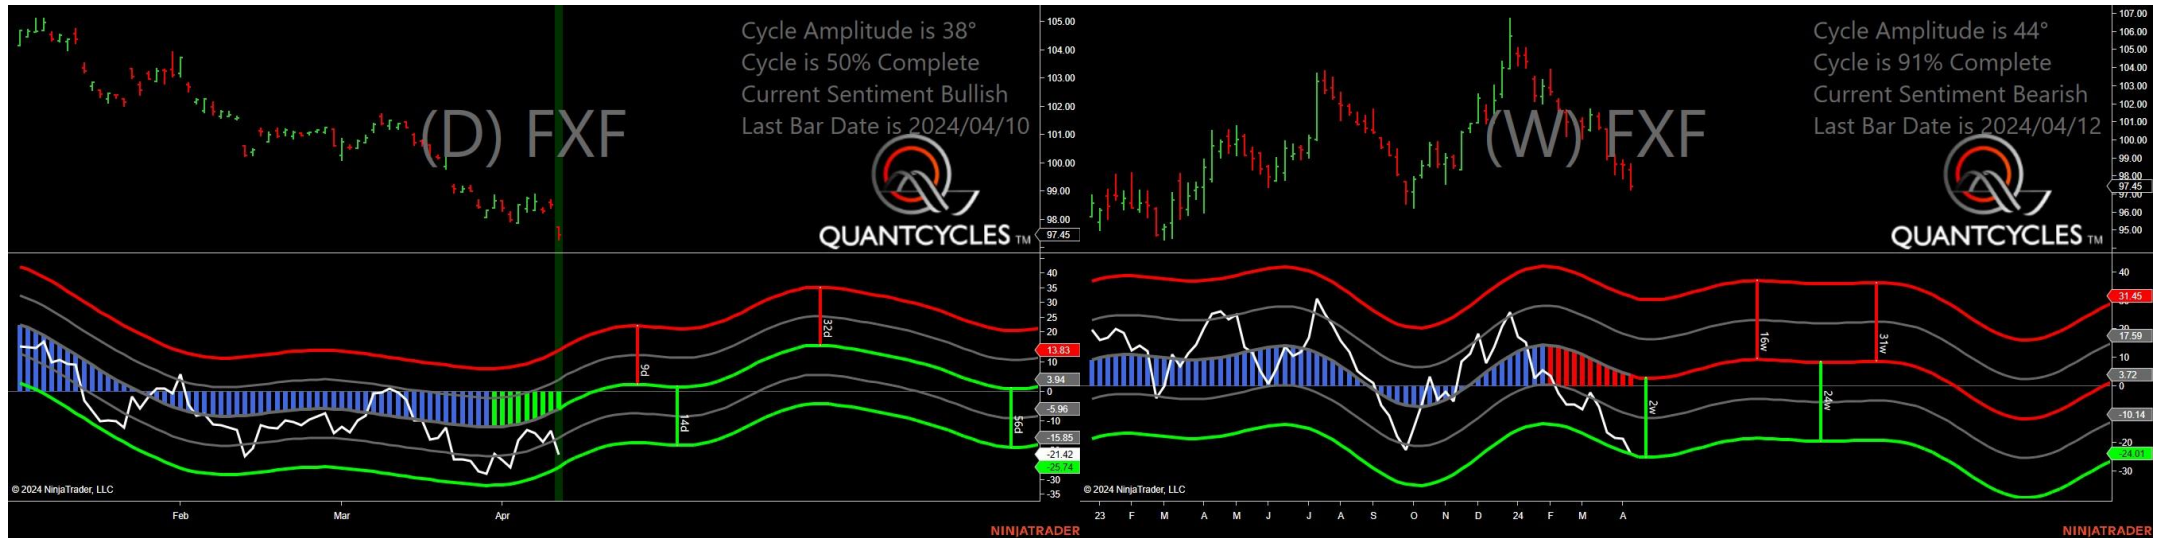 Cycle Amplitude is 38°
Cycle is 50% Complete
Current Sentiment Bullish
Last Bar Date is 2024/04/10
(D) FXF
QUANTCYCLES TM
105.00
104.00
103.00
102.00
101.00
100.00
99.00
98.00
97.45
40
35
30
25
20
13.83
10
3.94
0
-5.96
-10
-15.85
-21.42
-25.74
-30
-35
9d
14d
32d
56d
© 2024 NinjaTrader, LLC
Feb Mar Apr
NINJATRADER
Cycle Amplitude is 44°
Cycle is 91% Complete
Current Sentiment Bearish
Last Bar Date is 2024/04/12
(W) FXF
QUANTCYCLES TM
107.00
106.00
105.00
104.00
103.00
102.00
101.00
100.00
99.00
98.00
97.45
97.00
96.00
95.00
40
31.45
20
17.59
10
3.72
0
-10.14
-20
-24.01
-30
2w
16w
24w
31w
© 2024 NinjaTrader, LLC
23 F M A M J J A S O N D 24 F M A
NINJATRADER